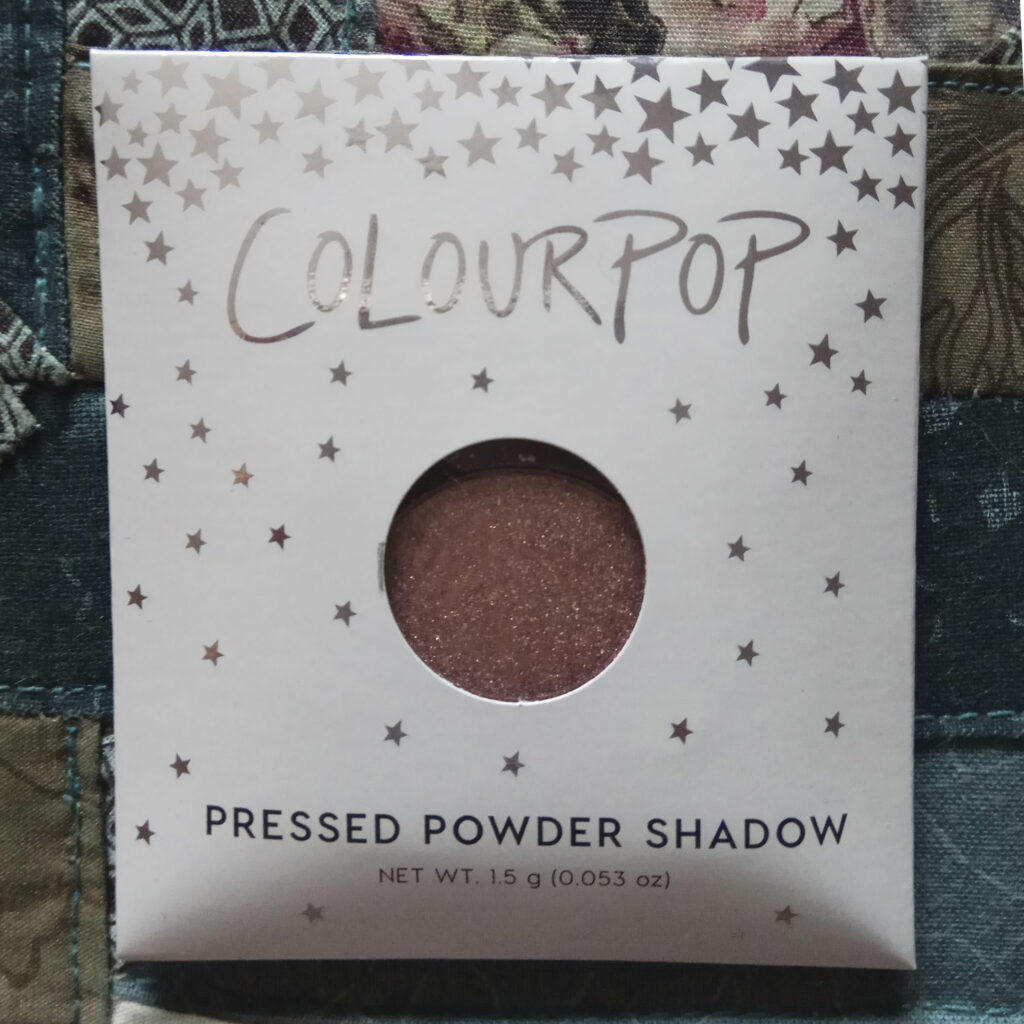 COLOURPOP
PRESSED POWDER SHADOW
NET WT. 1.5 g (0.053 oz)